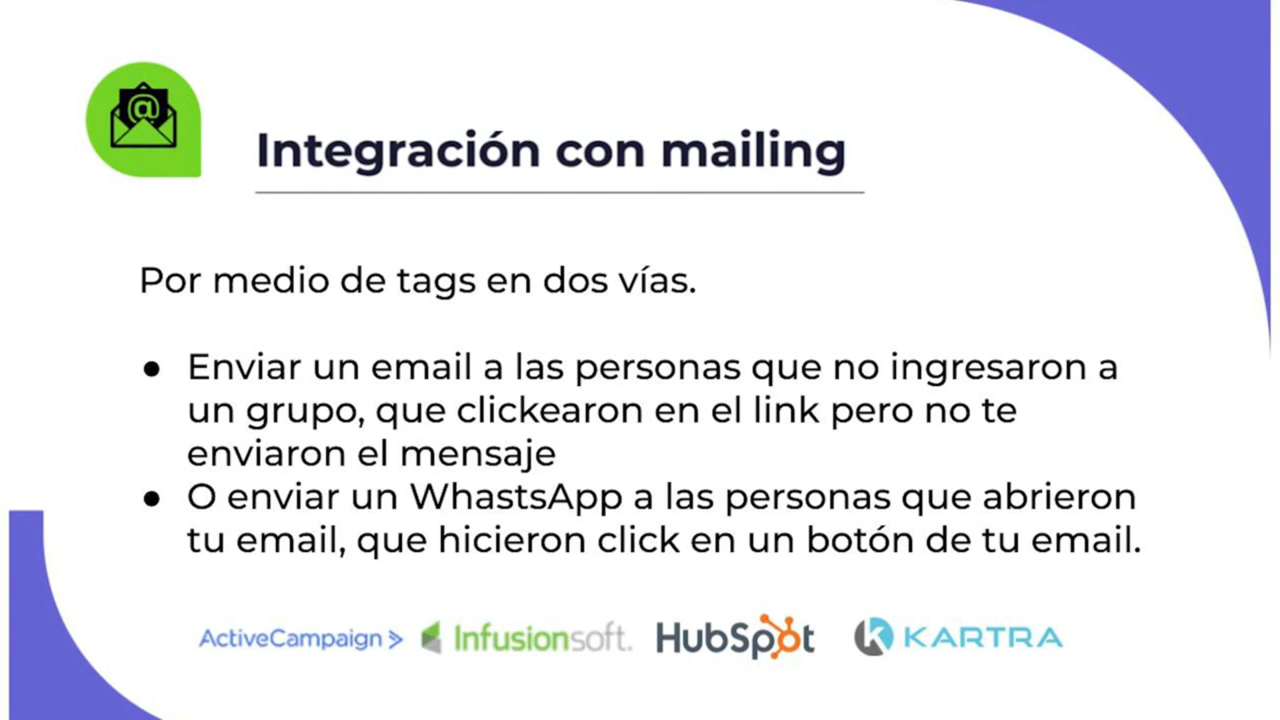 @
Integración con mailing
Por medio de tags en dos vías.
● Enviar un email a las personas que no ingresaron a
un grupo, que clickearon en el link pero no te
enviaron el mensaje
● O enviar un WhastsApp a las personas que abrieron
tu email, que hicieron click en un botón de tu email.
ActiveCampaign > Infusionsoft. HubSpot K KARTRA